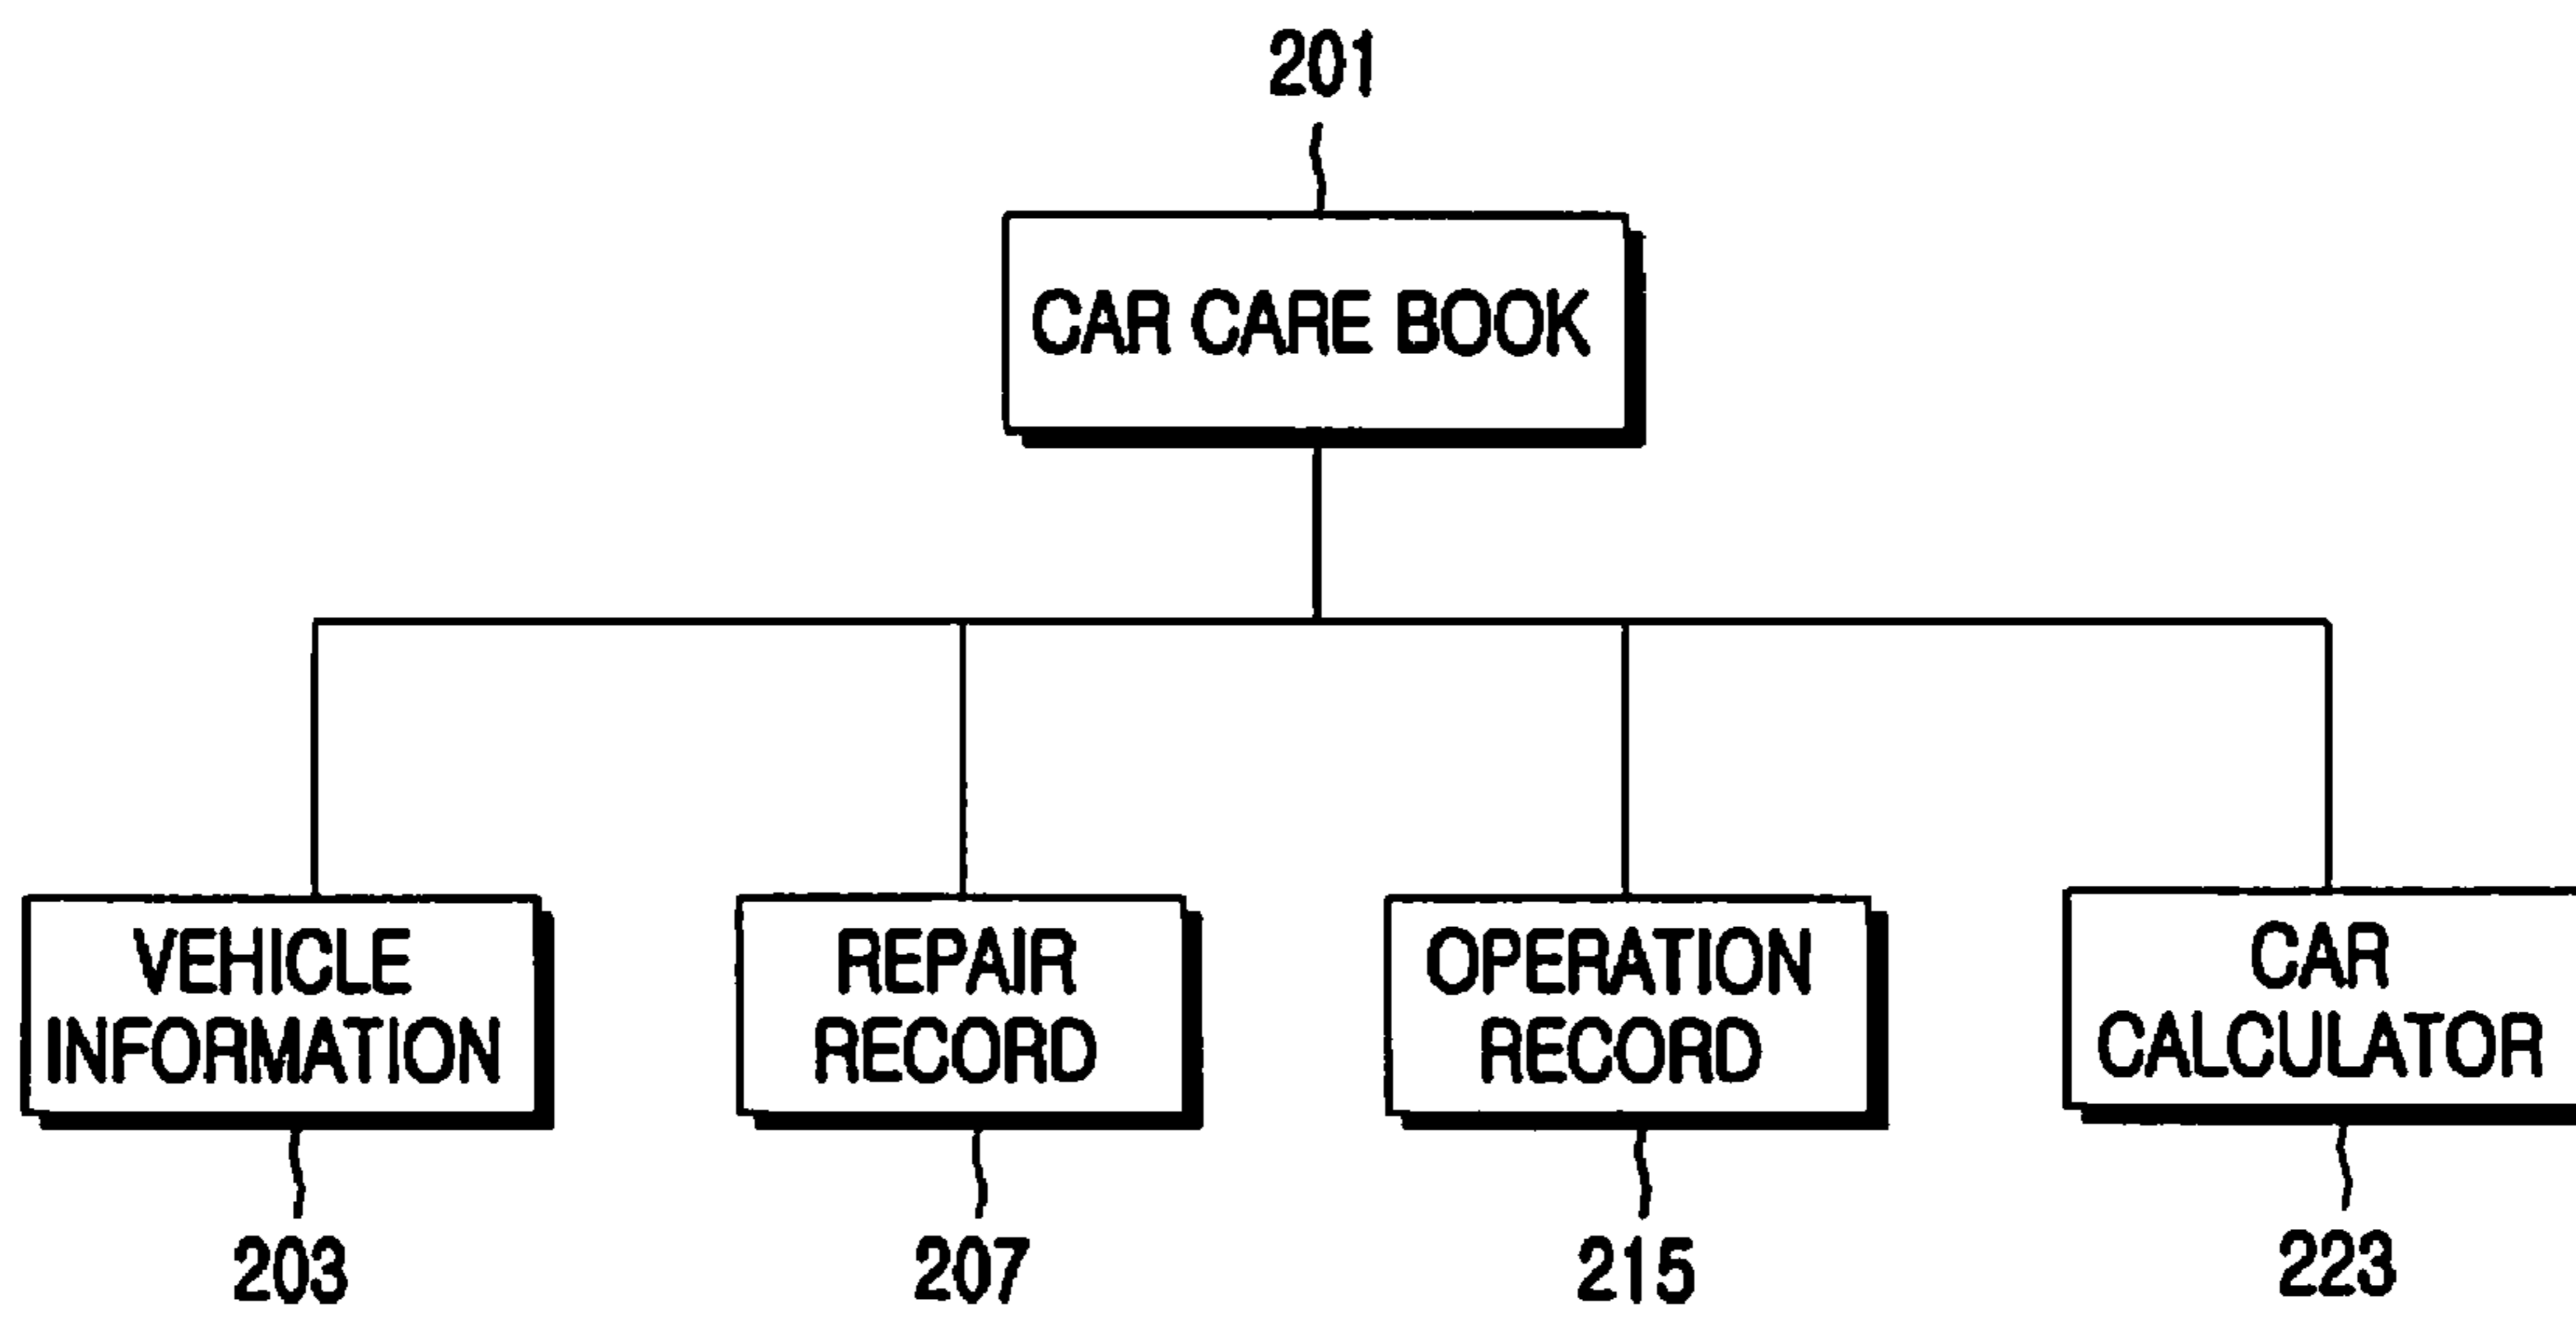 201
CAR CARE BOOK
VEHICLE
INFORMATION
REPAIR
RECORD
OPERATION
RECORD
CAR
CALCULATOR
203
207
215
223